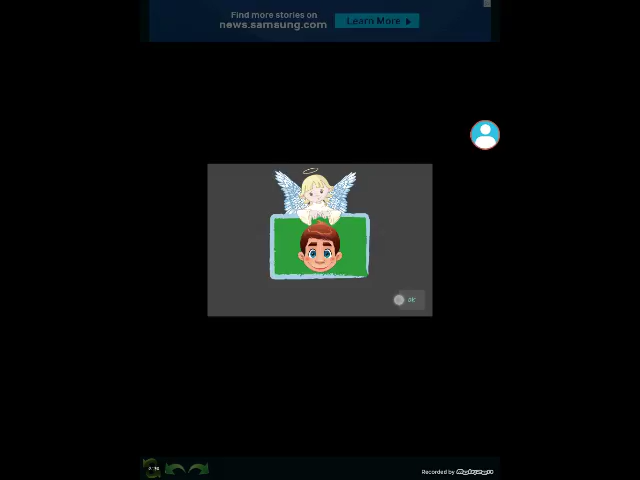 Find more stories on
news.samsung.com
Learn More
ok
Recorded by